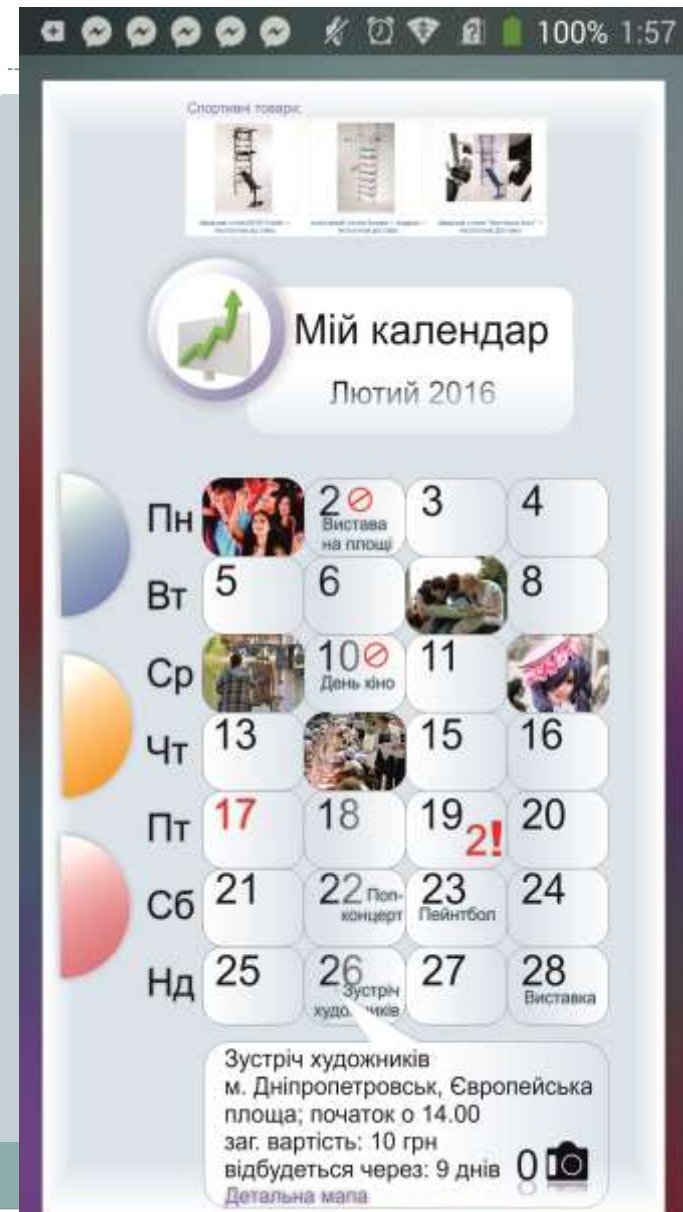 100% 1:57
Спортивні товари:
Мій календар
Лютий 2016
Пн 2 3 4
Вистава
на площі
Вт 5 6 8
Ср 10 11
День кіно
Чт 13 15 16
Пт 17 18 19 2! 20
Сб 21 22 Поп-
концерт 23 24
Пейнтбол
Нд 25 26 27 28
Зустріч Виставка
художників
Зустріч художників
м. Дніпропетровськ, Європейська
площа; початок о 14.00
заг. вартість: 10 грн
відбудеться через: 9 днів 0
Детальна мапа